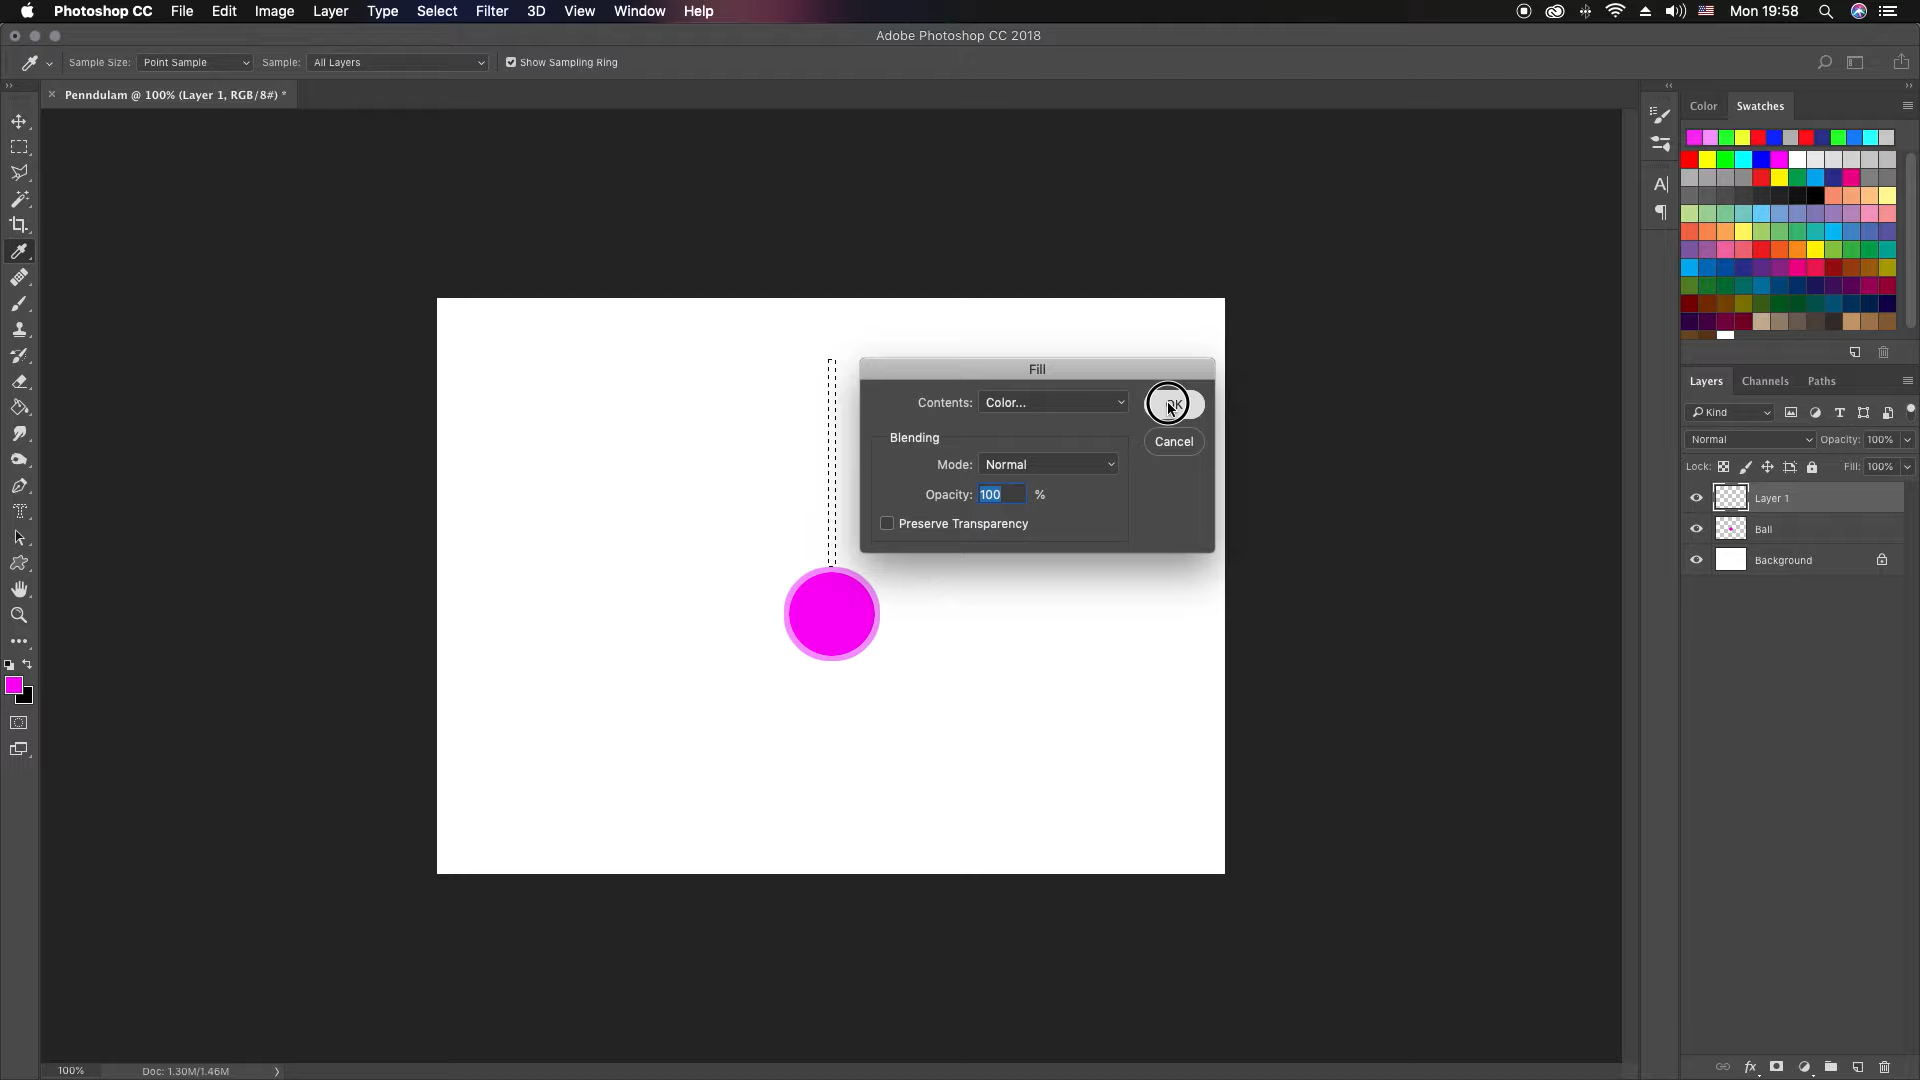 Photoshop CC File Edit Image Layer Type Select Filter 3D View Window Help Mon 19:58
Adobe Photoshop CC 2018
Sample Size: Point Sample Sample: All Layers Show Sampling Ring
Penndulam @ 100% (Layer 1, RGB/8#) *
Color Swatches
Fill
Contents: Color... OK
Blending Cancel
Mode: Normal
Opacity: 100 %
Preserve Transparency
Layers Channels Paths
Kind
Normal Opacity: 100%
Lock: Fill: 100%
Layer 1
Ball
Background
100% Doc: 1.30M/1.46M